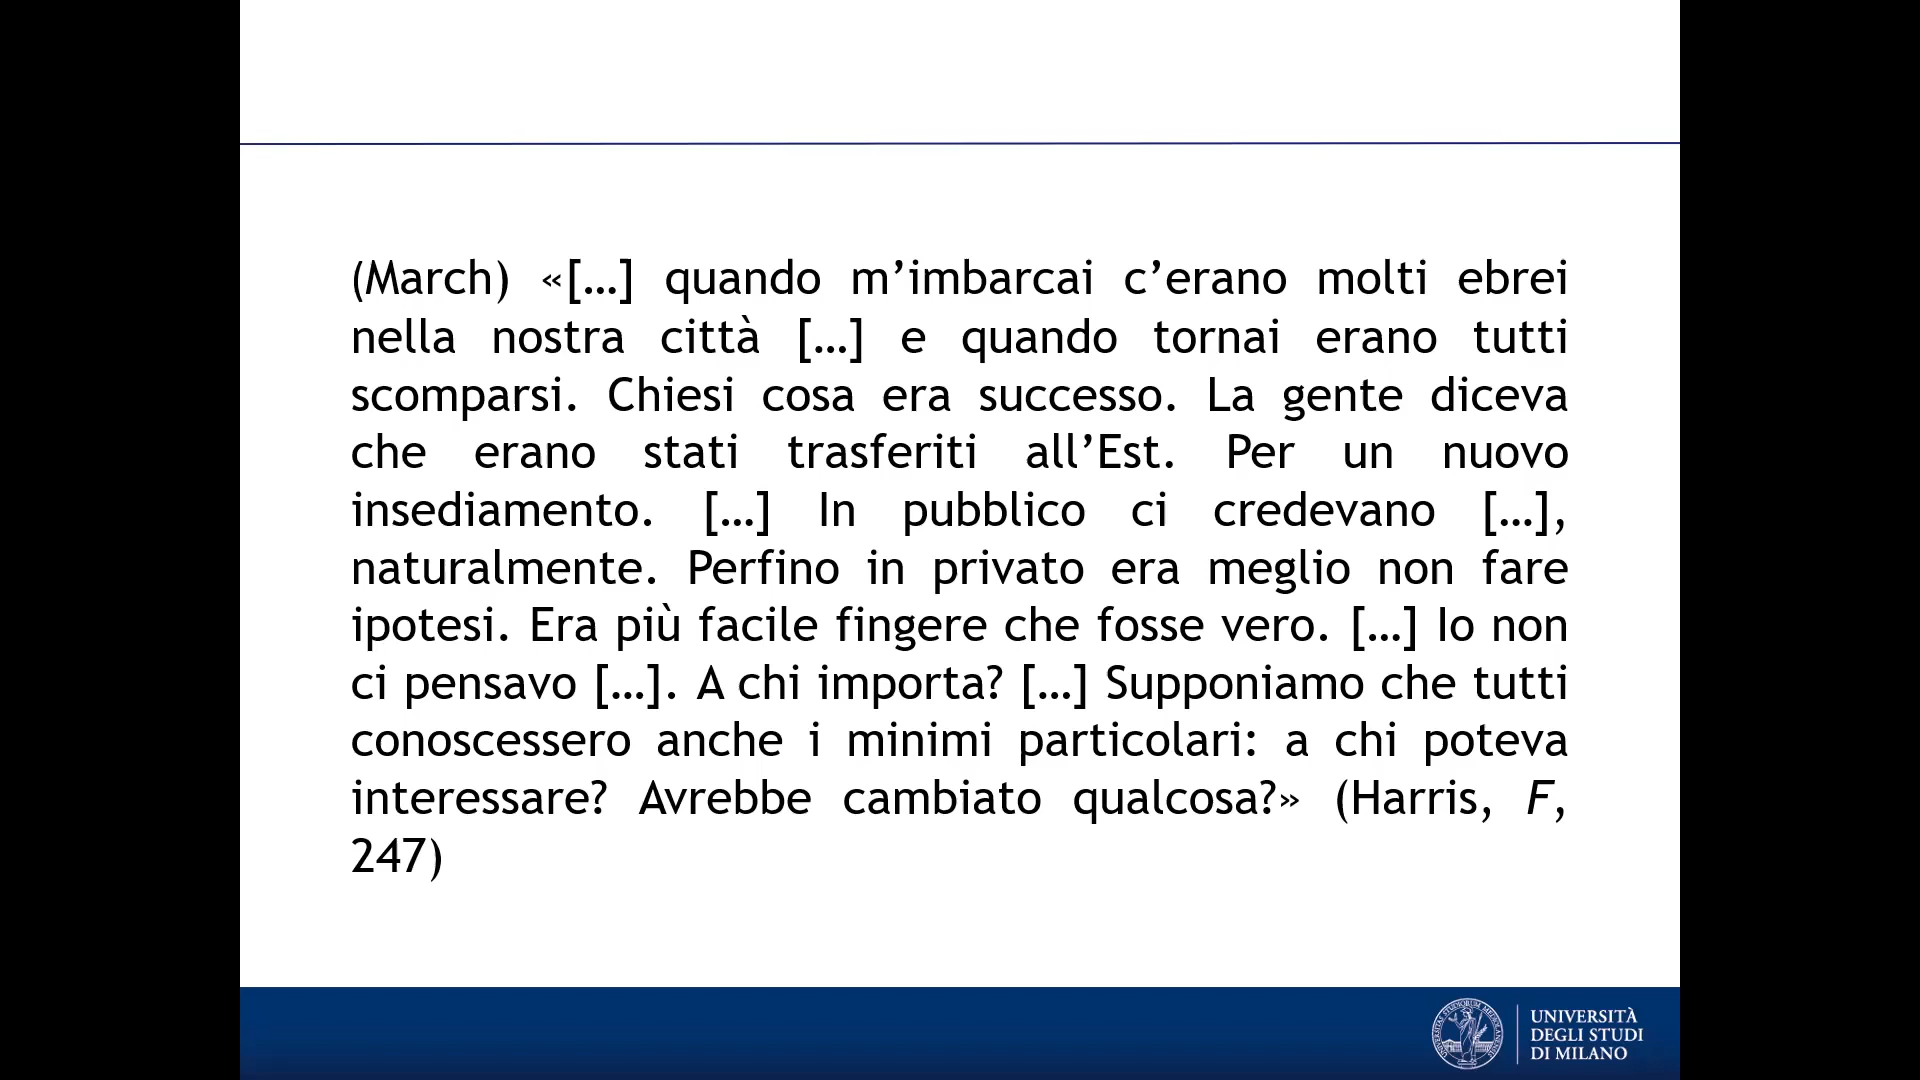 (March) «[…] quando m’imbarcai c’erano molti ebrei
nella nostra città […] e quando tornai erano tutti
scomparsi. Chiesi cosa era successo. La gente diceva
che erano stati trasferiti all’Est. Per un nuovo
insediamento. […] In pubblico ci credevano […],
naturalmente. Perfino in privato era meglio non fare
ipotesi. Era più facile fingere che fosse vero. […] Io non
ci pensavo […]. A chi importa? […] Supponiamo che tutti
conoscessero anche i minimi particolari: a chi poteva
interessare? Avrebbe cambiato qualcosa?» (Harris, F,
247)
UNIVERSITÀ
DEGLI STUDI
DI MILANO